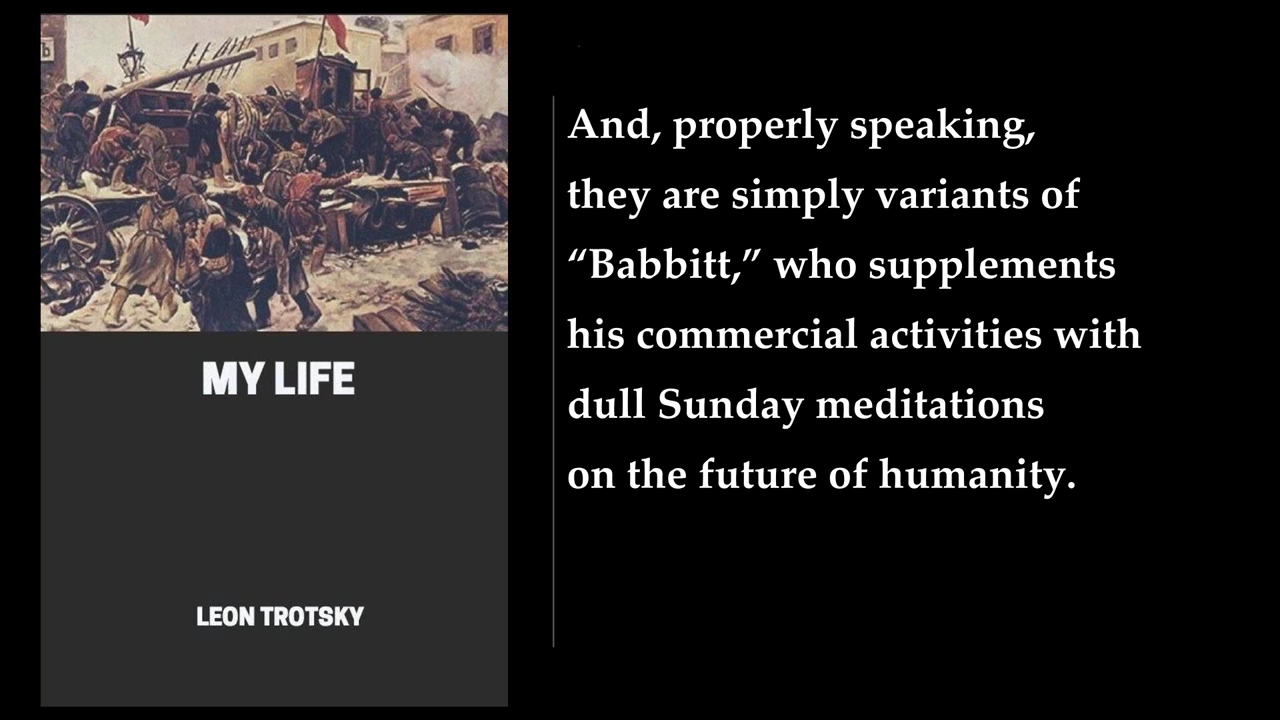 Ъ
MY LIFE
LEON TROTSKY
And, properly speaking,
they are simply variants of
“Babbitt,” who supplements
his commercial activities with
dull Sunday meditations
on the future of humanity.